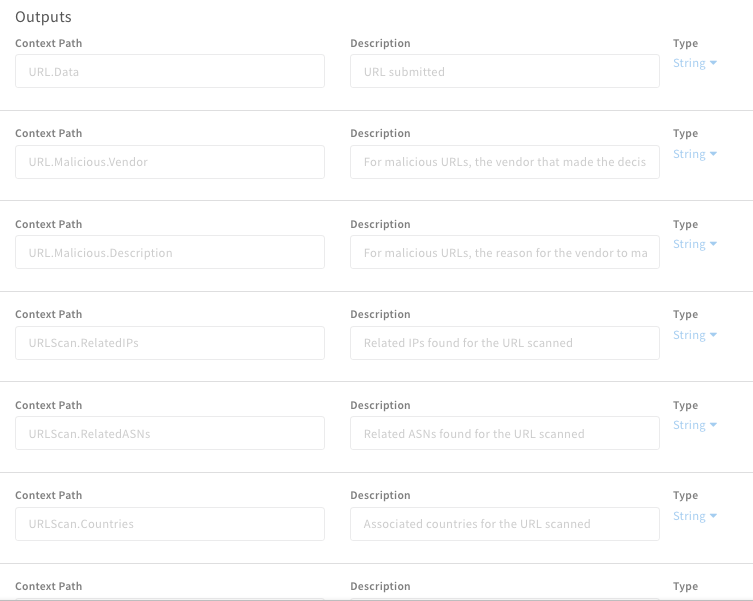 Outputs
Context Path Description Type
URL.Data URL submitted String
Context Path Description Type
URL.Malicious.Vendor For malicious URLs, the vendor that made the decis String
Context Path Description Type
URL.Malicious.Description For malicious URLs, the reason for the vendor to ma String
Context Path Description Type
URLScan.RelatedIPs Related IPs found for the URL scanned String
Context Path Description Type
URLScan.RelatedASNs Related ASNs found for the URL scanned String
Context Path Description Type
URLScan.Countries Associated countries for the URL scanned String
Context Path Description Type